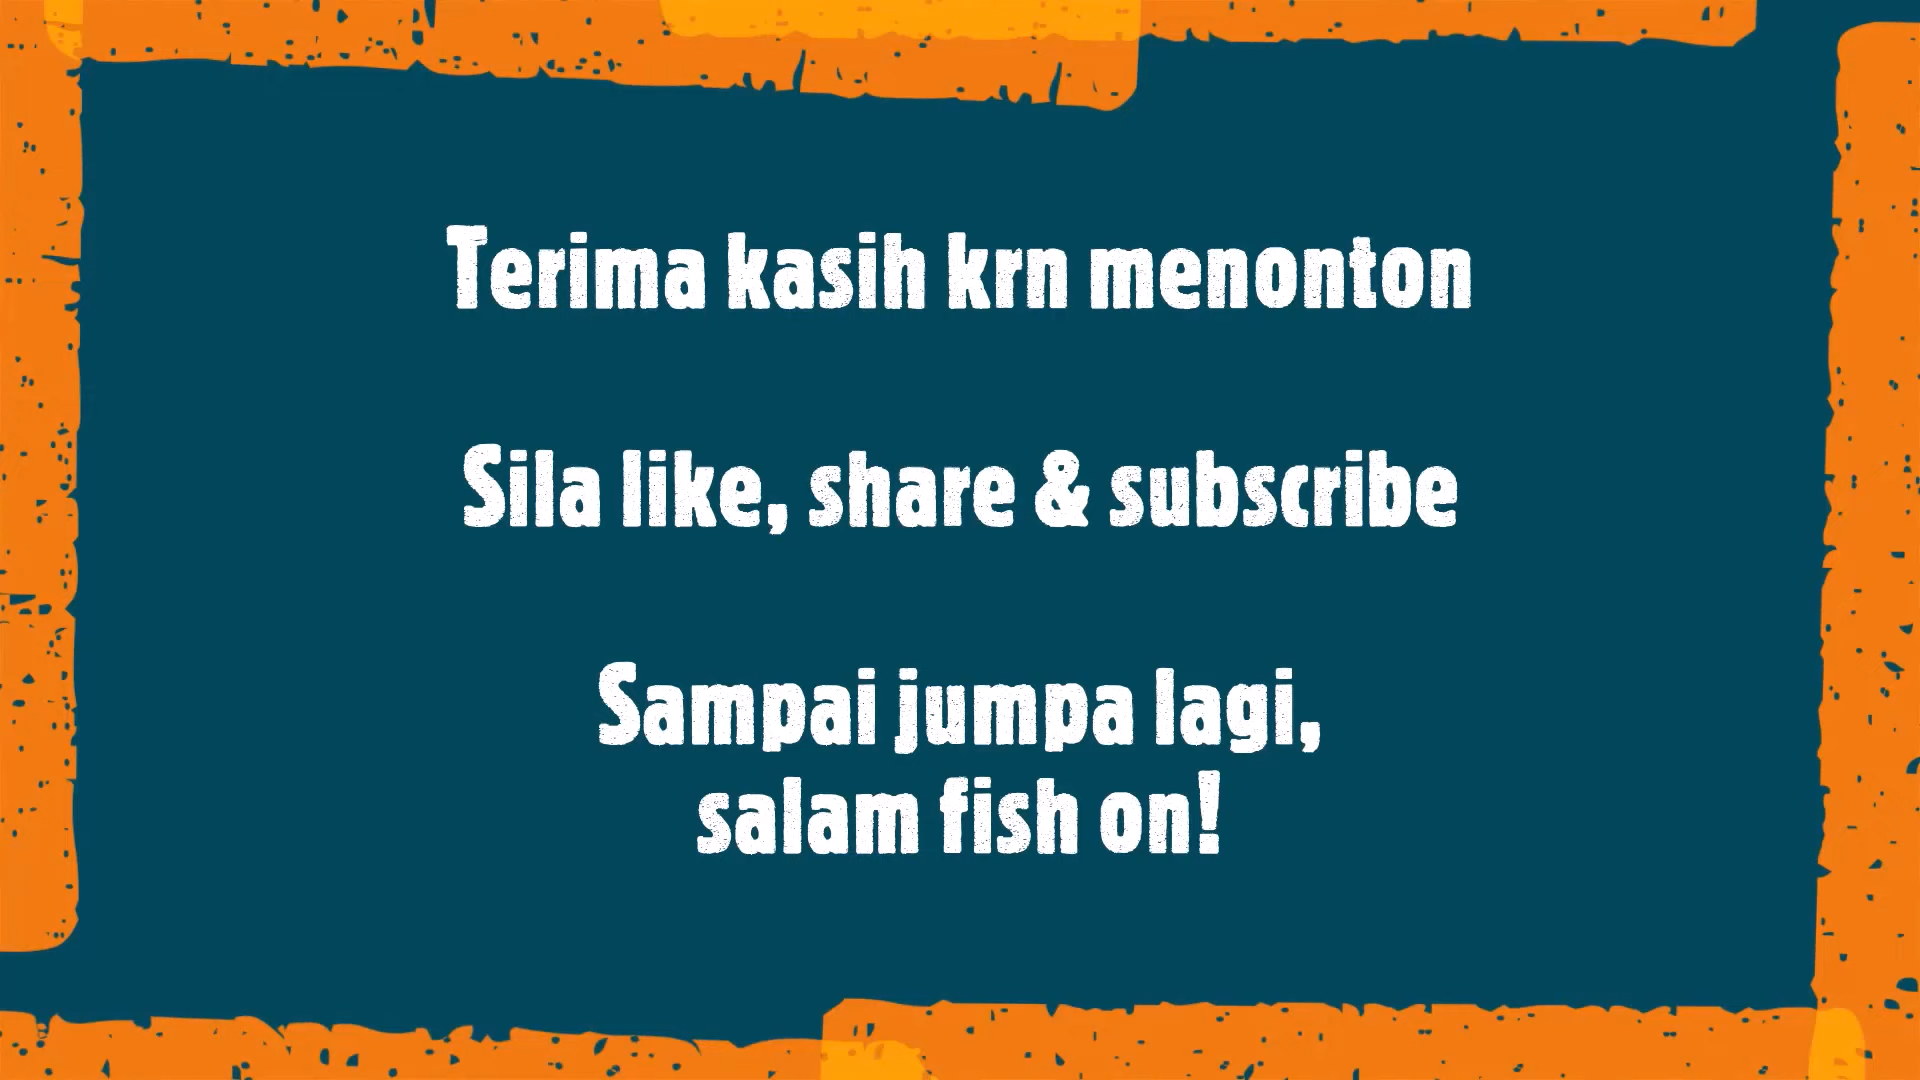 Terima kasih krn menonton
Sila like, share & subscribe
Sampai jumpa lagi,
salam fish on!